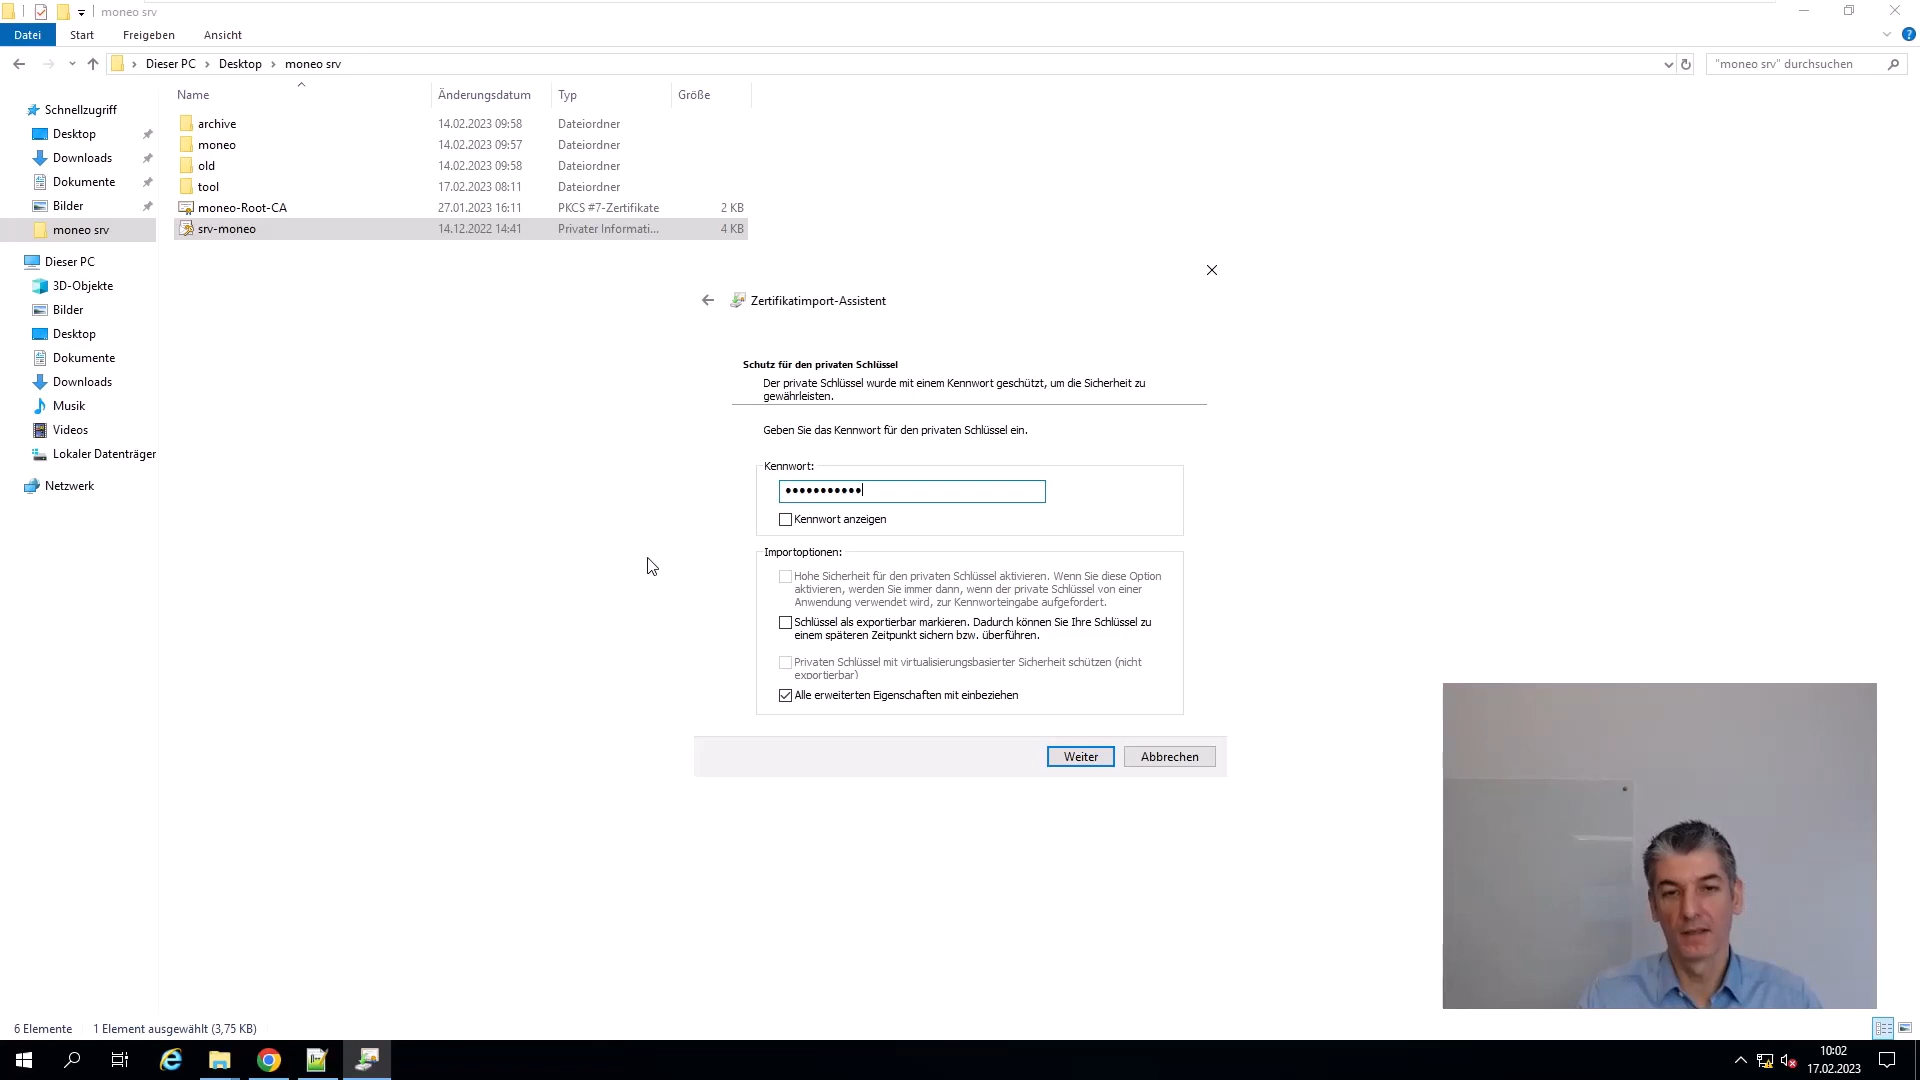 moneo srv
Datei Start Freigeben Ansicht
Dieser PC Desktop moneo srv
"moneo srv" durchsuchen
Name Änderungsdatum Typ Größe
Schnellzugriff
Desktop
Downloads
Dokumente
Bilder
moneo srv
Dieser PC
3D-Objekte
Bilder
Desktop
Dokumente
Downloads
Musik
Videos
Lokaler Datenträger
Netzwerk
archive 14.02.2023 09:58 Dateiordner
moneo 14.02.2023 09:57 Dateiordner
old 14.02.2023 09:58 Dateiordner
tool 17.02.2023 08:11 Dateiordner
moneo-Root-CA 27.01.2023 16:11 PKCS #7-Zertifikate 2 KB
srv-moneo 14.12.2022 14:41 Privater Informati... 4 KB
Zertifikatimport-Assistent
Schutz für den privaten Schlüssel
Der private Schlüssel wurde mit einem Kennwort geschützt, um die Sicherheit zu
gewährleisten.
Geben Sie das Kennwort für den privaten Schlüssel ein.
Kennwort:
•••••••••••
Kennwort anzeigen
Importoptionen:
Hohe Sicherheit für den privaten Schlüssel aktivieren. Wenn Sie diese Option
aktivieren, werden Sie immer dann, wenn der private Schlüssel von einer
Anwendung verwendet wird, zur Kennworteingabe aufgefordert.
Schlüssel als exportierbar markieren. Dadurch können Sie Ihre Schlüssel zu
einem späteren Zeitpunkt sichern bzw. überführen.
Privaten Schlüssel mit virtualisierungsbasierter Sicherheit schützen (nicht
exportierbar)
Alle erweiterten Eigenschaften mit einbeziehen
Weiter Abbrechen
6 Elemente 1 Element ausgewählt (3,75 KB)
10:02
17.02.2023